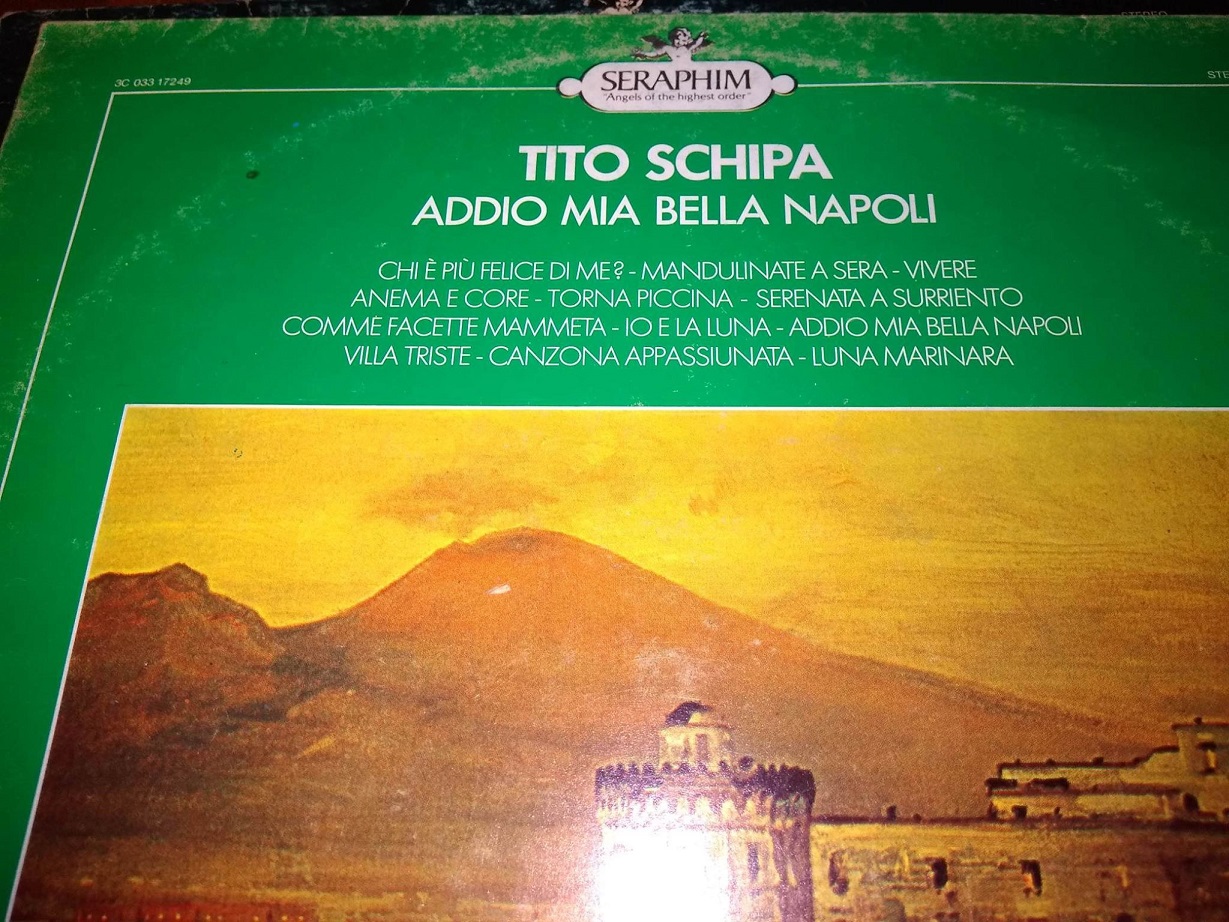 3C 033 17249
SERAPHIM
"Angels of the highest order"
TITO SCHIPA
ADDIO MIA BELLA NAPOLI
CHI È PIÙ FELICE DI ME? - MANDULINATE A SERA - VIVERE
ANEMA E CORE - TORNA PICCINA - SERENATA A SURRIENTO
COMME FACETTE MAMMETA - IO E LA LUNA - ADDIO MIA BELLA NAPOLI
VILLA TRISTE - CANZONA APPASSIUNATA - LUNA MARINARA